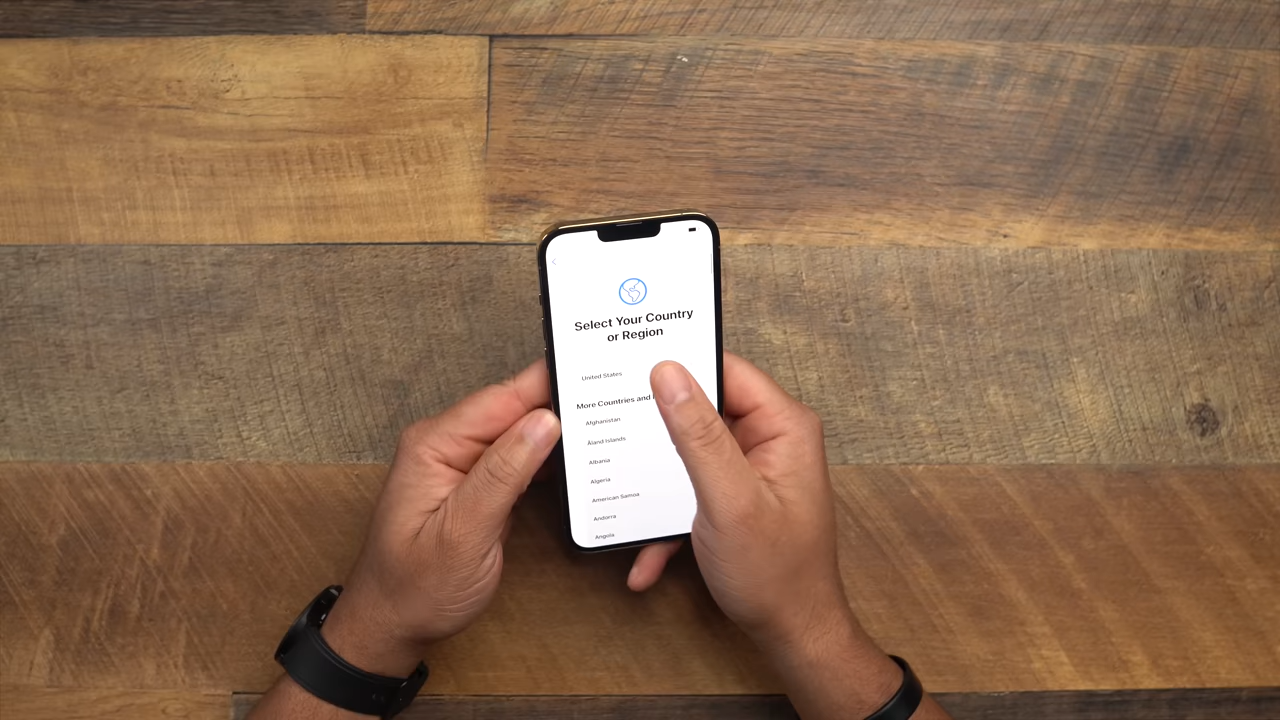 Select Your Country
or Region
United States
More Countries and
Afghanistan
Åland Islands
Albania
Algeria
American Samoa
Andorra
Angola